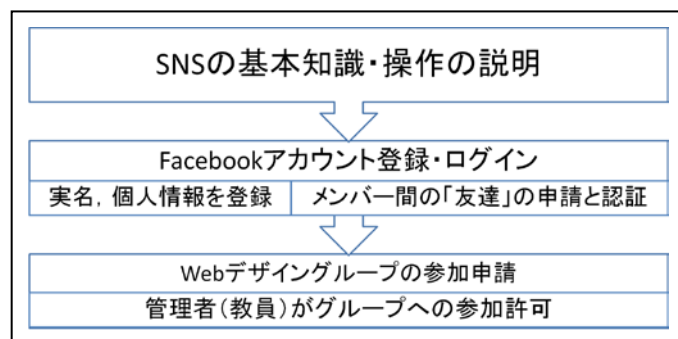 SNSの基本知識・操作の説明
Facebookアカウント登録・ログイン
実名，個人情報を登録
メンバー間の「友達」の申請と認証
Webデザイングループの参加申請
管理者（教員）がグループへの参加許可